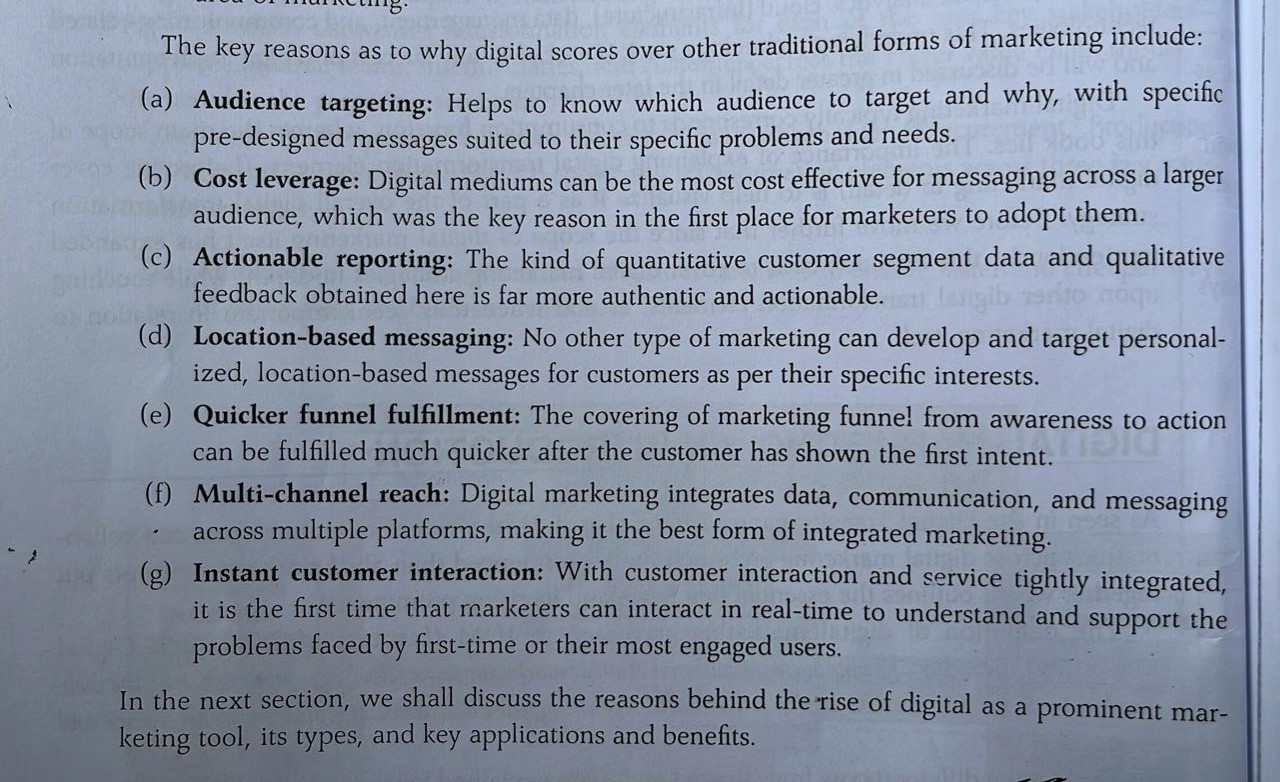 area of marketing.
The key reasons as to why digital scores over other traditional forms of marketing include:
(a) Audience targeting: Helps to know which audience to target and why, with specific
pre-designed messages suited to their specific problems and needs.
(b) Cost leverage: Digital mediums can be the most cost effective for messaging across a larger
audience, which was the key reason in the first place for marketers to adopt them.
(c) Actionable reporting: The kind of quantitative customer segment data and qualitative
feedback obtained here is far more authentic and actionable.
(d) Location-based messaging: No other type of marketing can develop and target personal-
ized, location-based messages for customers as per their specific interests.
(e) Quicker funnel fulfillment: The covering of marketing funnel from awareness to action
can be fulfilled much quicker after the customer has shown the first intent.
(f) Multi-channel reach: Digital marketing integrates data, communication, and messaging
across multiple platforms, making it the best form of integrated marketing.
(g) Instant customer interaction: With customer interaction and service tightly integrated,
it is the first time that marketers can interact in real-time to understand and support the
problems faced by first-time or their most engaged users.
In the next section, we shall discuss the reasons behind the rise of digital as a prominent mar-
keting tool, its types, and key applications and benefits.